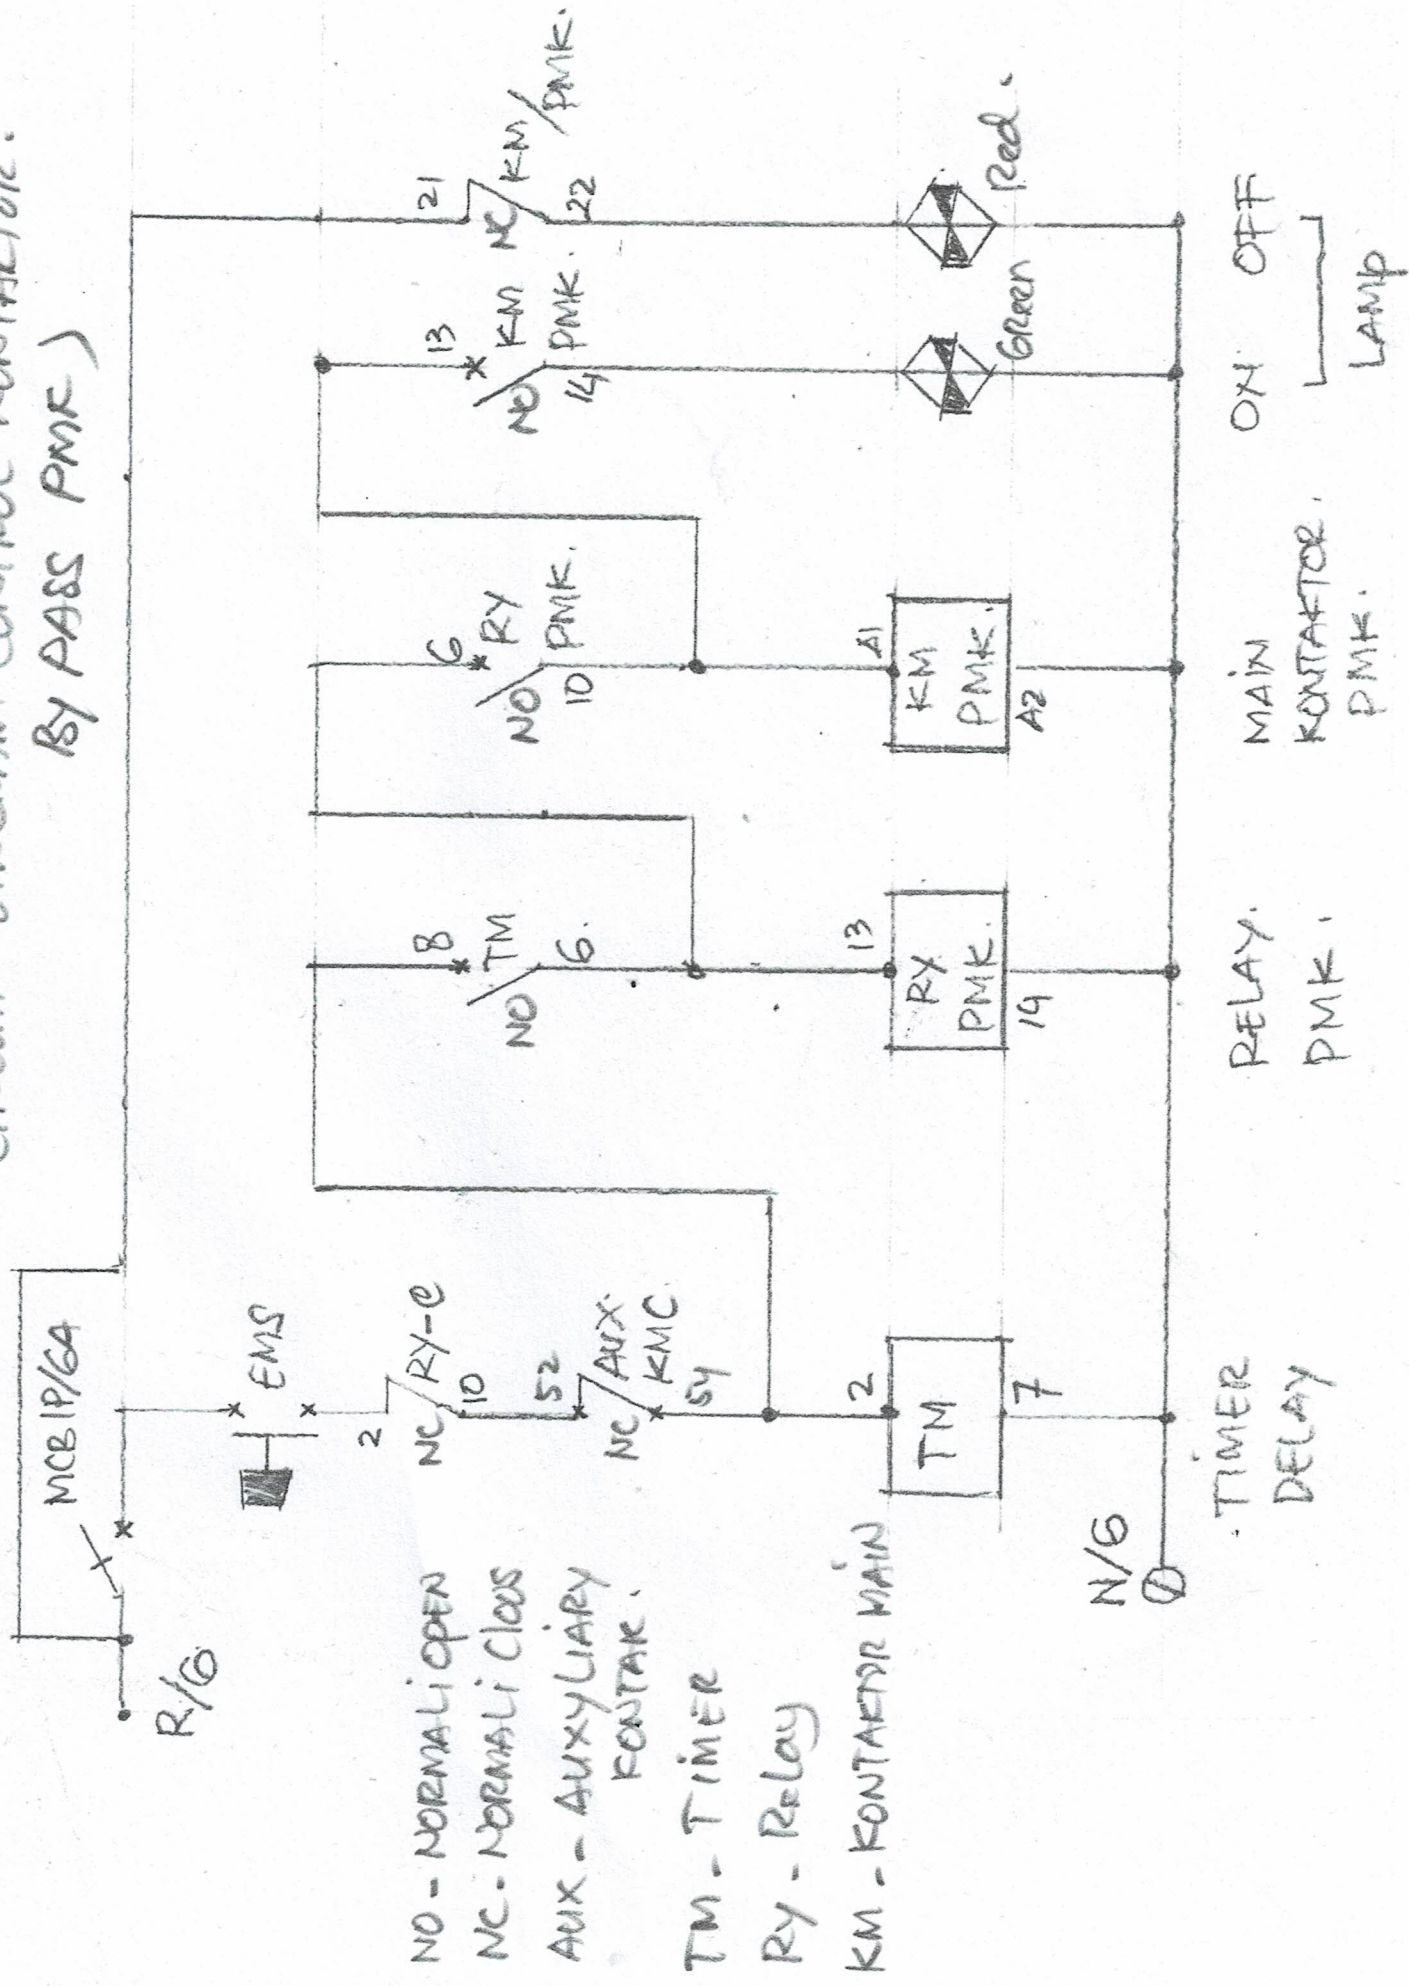 BY PASS PMK)
MCB1P/6A
R/6
EMS
2
NC
RY-C
10
52
NC
AUX.
KMC
54
2
TM
7
8
NO
TM
6.
13
RY
PMK.
14
6
NO
RY
PMK.
10
A1
KM
PMK.
A2
13
NO
KM
PMK.
14
Green
21
NC
KM/PMK.
22
Red.
NO - NORMALi OPEN
NC - NORMALi ClOOS
AUX - AUXYLIARY
KONTAK.
TM - TIMER
RY - RELay
KM - KONTAKTOR MAIN
N/6
TIMER
DELAY
RELAY.
PMK.
MAIN
KONTAKTOR.
PMK.
ON OFF
LAMP